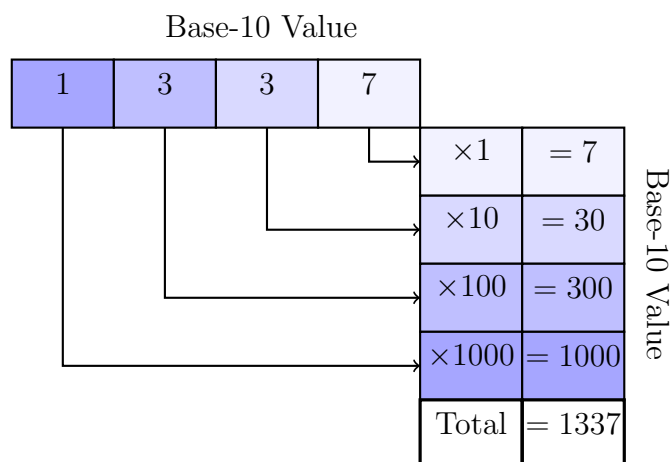 Base-10 Value
1 3 3 7
×1 = 7
×10 = 30
×100 = 300
×1000 = 1000
Total = 1337
Base-10 Value